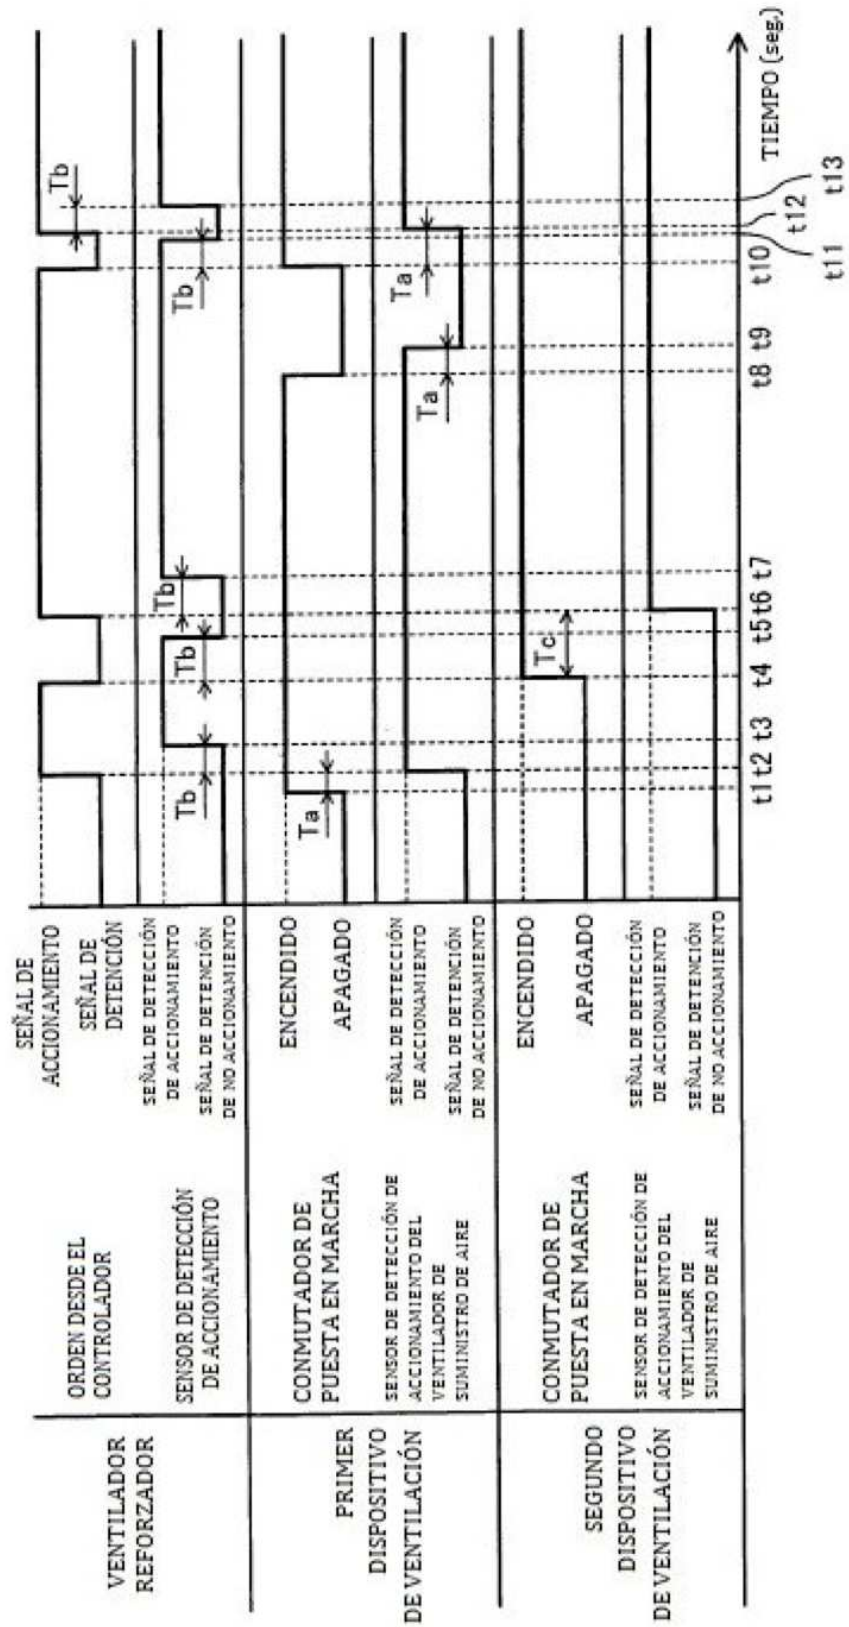 VENTILADOR
REFORZADOR
ORDEN DESDE EL
CONTROLADOR
SEÑAL DE
ACCIONAMIENTO
SEÑAL DE
DETENCIÓN
Tb
SENSOR DE DETECCIÓN
DE ACCIONAMIENTO
SEÑAL DE DETECCIÓN
DE ACCIONAMIENTO
SEÑAL DE DETENCIÓN
DE NO ACCIONAMIENTO
Tb
Tb
Tb
Tb
PRIMER
DISPOSITIVO
DE VENTILACIÓN
CONMUTADOR DE
PUESTA EN MARCHA
ENCENDIDO
APAGADO
Ta
SENSOR DE DETECCIÓN DE
ACCIONAMIENTO DEL
VENTILADOR DE
SUMINISTRO DE AIRE
SEÑAL DE DETECCIÓN
DE ACCIONAMIENTO
SEÑAL DE DETENCIÓN
DE NO ACCIONAMIENTO
Ta
Ta
SEGUNDO
DISPOSITIVO
DE VENTILACIÓN
CONMUTADOR DE
PUESTA EN MARCHA
ENCENDIDO
APAGADO
Tc
SENSOR DE DETECCIÓN DE
ACCIONAMIENTO DEL
VENTILADOR DE
SUMINISTRO DE AIRE
SEÑAL DE DETECCIÓN
DE ACCIONAMIENTO
SEÑAL DE DETENCIÓN
DE NO ACCIONAMIENTO
t1 t2 t3 t4 t5 t6 t7 t8 t9 t10 t11 t12 t13
TIEMPO (seg.)